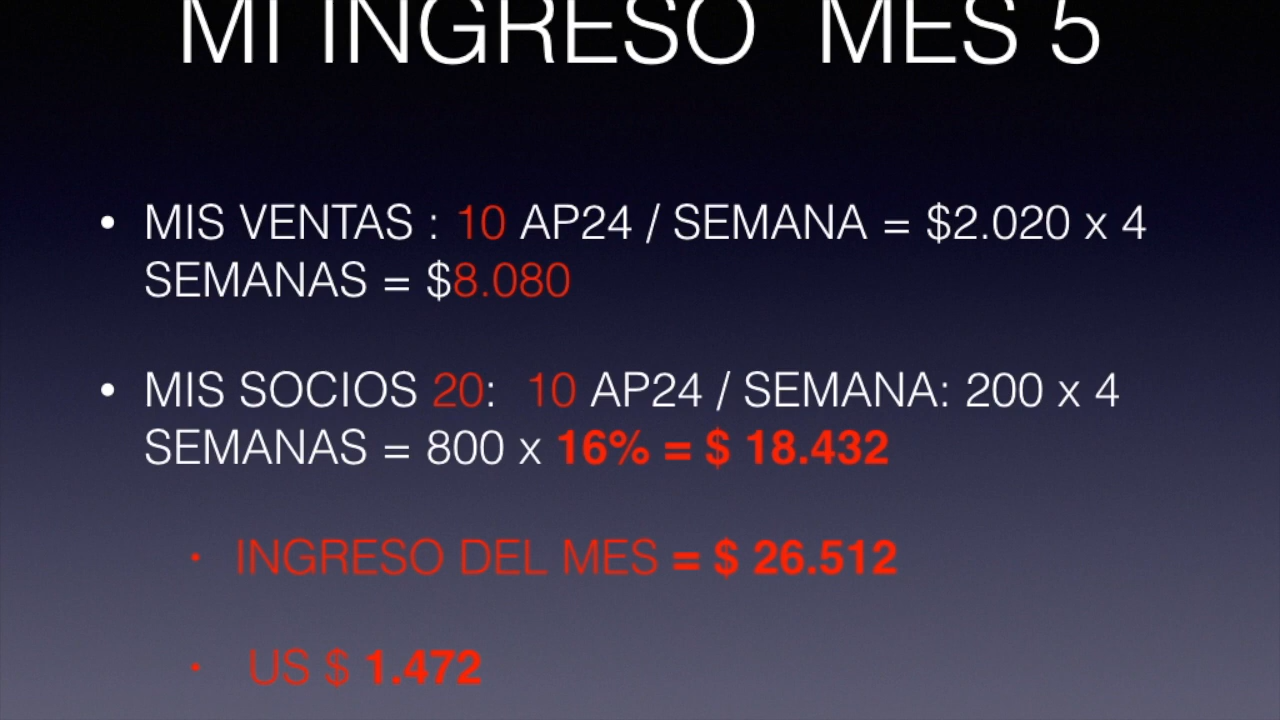 MI INGRESO MES 5
• MIS VENTAS : 10 AP24 / SEMANA = $2.020 x 4
SEMANAS = $8.080
• MIS SOCIOS 20: 10 AP24 / SEMANA: 200 x 4
SEMANAS = 800 x 16% = $ 18.432
• INGRESO DEL MES = $ 26.512
• US $ 1.472